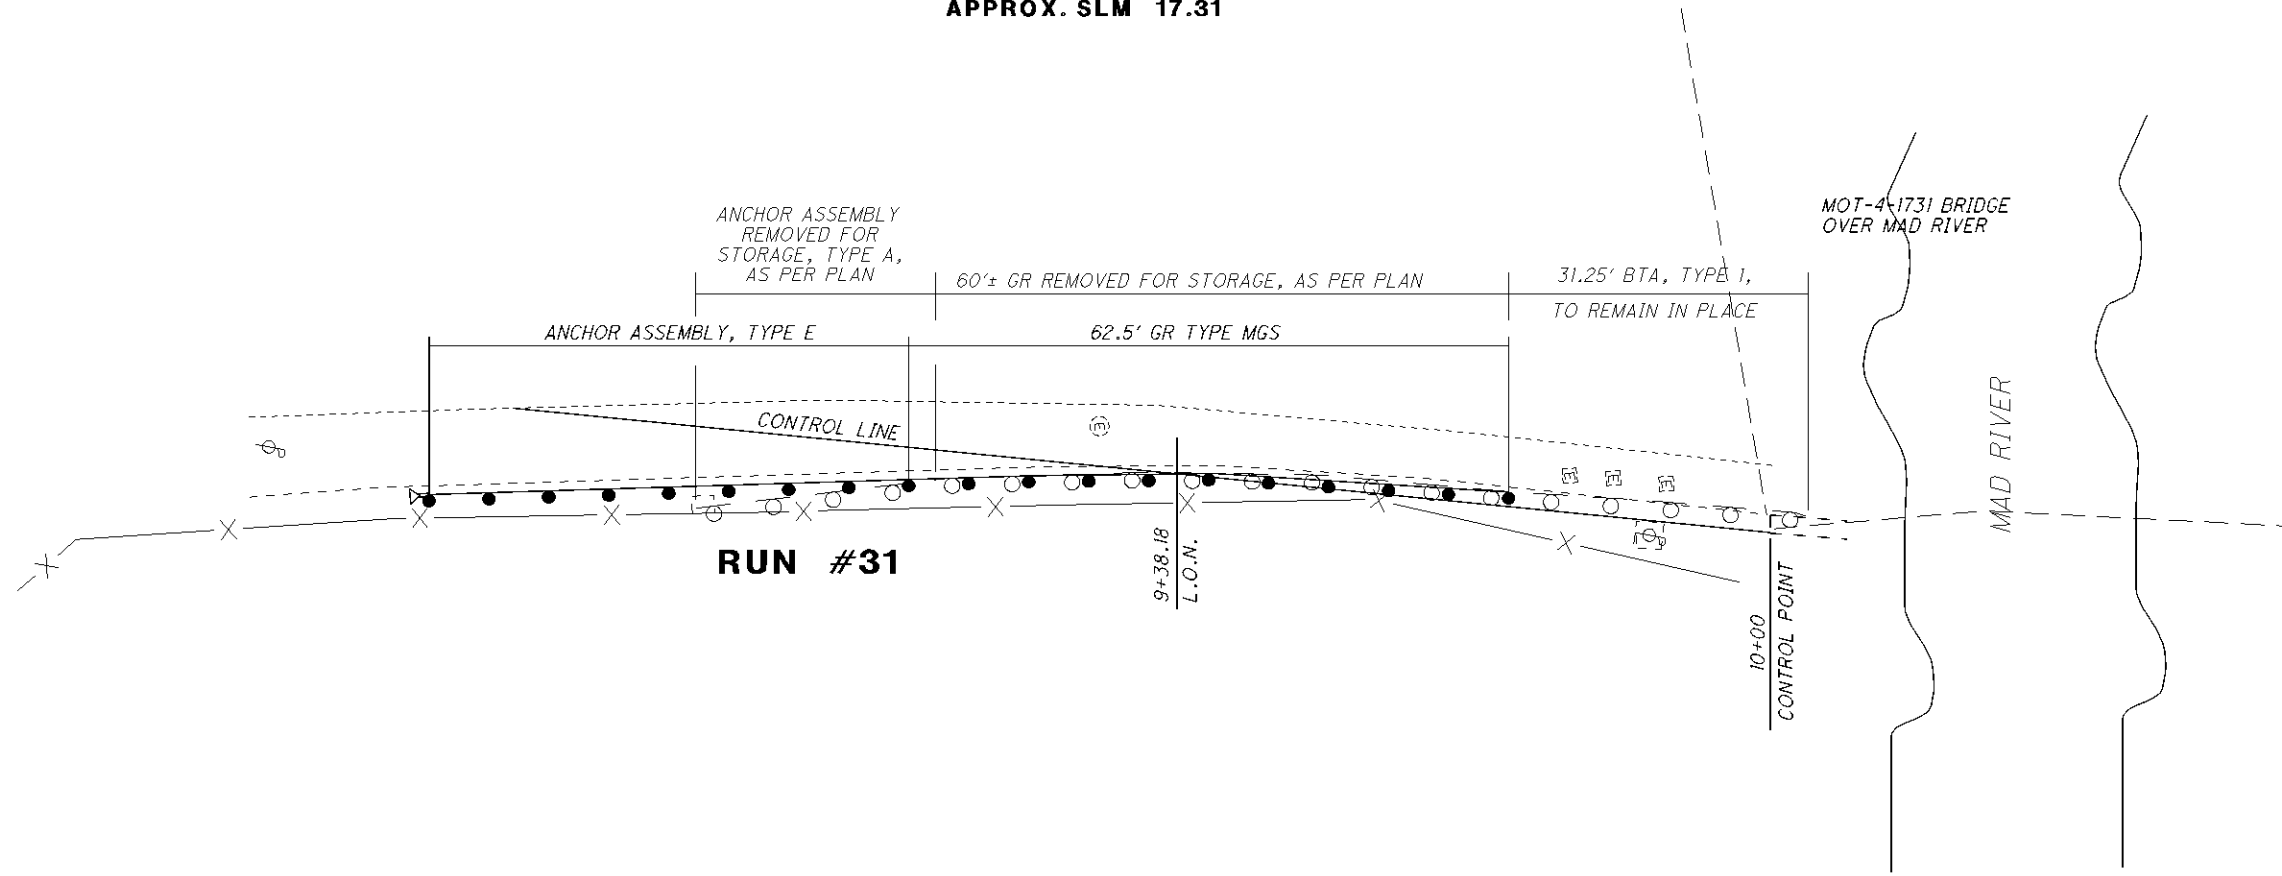 APPROX. SLM 17.31
ANCHOR ASSEMBLY
REMOVED FOR
STORAGE, TYPE A,
AS PER PLAN
60'± GR REMOVED FOR STORAGE, AS PER PLAN
31.25' BTA, TYPE 1,
TO REMAIN IN PLACE
MOT-4-1731 BRIDGE
OVER MAD RIVER
ANCHOR ASSEMBLY, TYPE E
62.5' GR TYPE MGS
CONTROL LINE
E
E
E
E
MAD RIVER
X
X
X
X
X
X
X
X
X
RUN #31
9+38.18
L.O.N.
10+00
CONTROL POINT